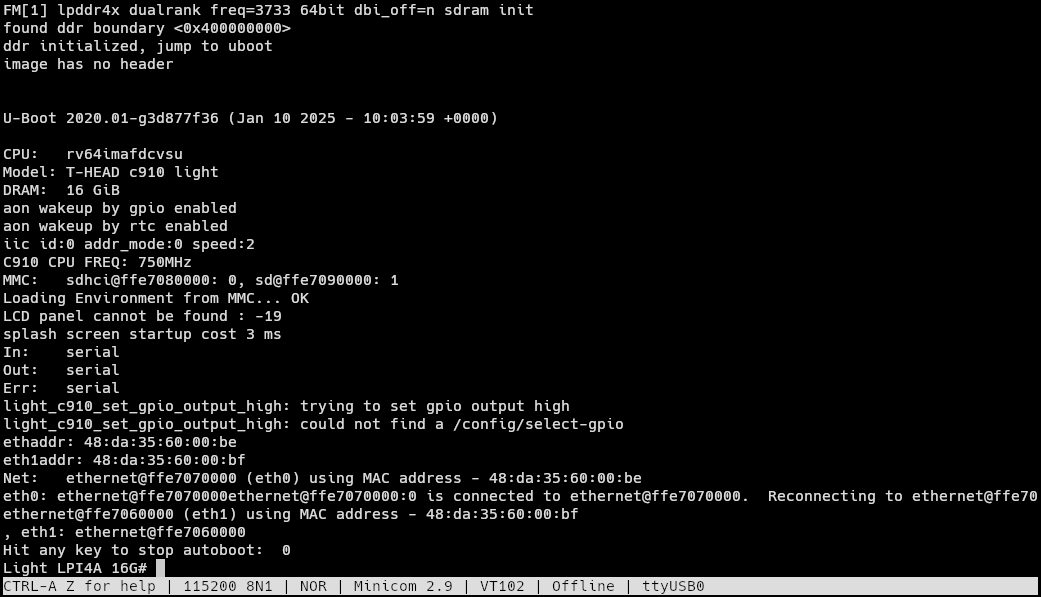 FM[1] lpddr4x dualrank freq=3733 64bit dbi_off=n sdram init
found ddr boundary <0x400000000>
ddr initialized, jump to uboot
image has no header
U-Boot 2020.01-g3d877f36 (Jan 10 2025 - 10:03:59 +0000)
CPU:   rv64imafdcvsu
Model: T-HEAD c910 light
DRAM:  16 GiB
aon wakeup by gpio enabled
aon wakeup by rtc enabled
iic id:0 addr_mode:0 speed:2
C910 CPU FREQ: 750MHz
MMC:   sdhci@ffe7080000: 0, sd@ffe7090000: 1
Loading Environment from MMC... OK
LCD panel cannot be found : -19
splash screen startup cost 3 ms
In:    serial
Out:   serial
Err:   serial
light_c910_set_gpio_output_high: trying to set gpio output high
light_c910_set_gpio_output_high: could not find a /config/select-gpio
ethaddr: 48:da:35:60:00:be
eth1addr: 48:da:35:60:00:bf
Net:   ethernet@ffe7070000 (eth0) using MAC address - 48:da:35:60:00:be
eth0: ethernet@ffe7070000ethernet@ffe7070000:0 is connected to ethernet@ffe7070000.  Reconnecting to ethernet@ffe70
ethernet@ffe7060000 (eth1) using MAC address - 48:da:35:60:00:bf
, eth1: ethernet@ffe7060000
Hit any key to stop autoboot:  0
Light LPI4A 16G#
CTRL-A Z for help | 115200 8N1 | NOR | Minicom 2.9 | VT102 | Offline | ttyUSB0